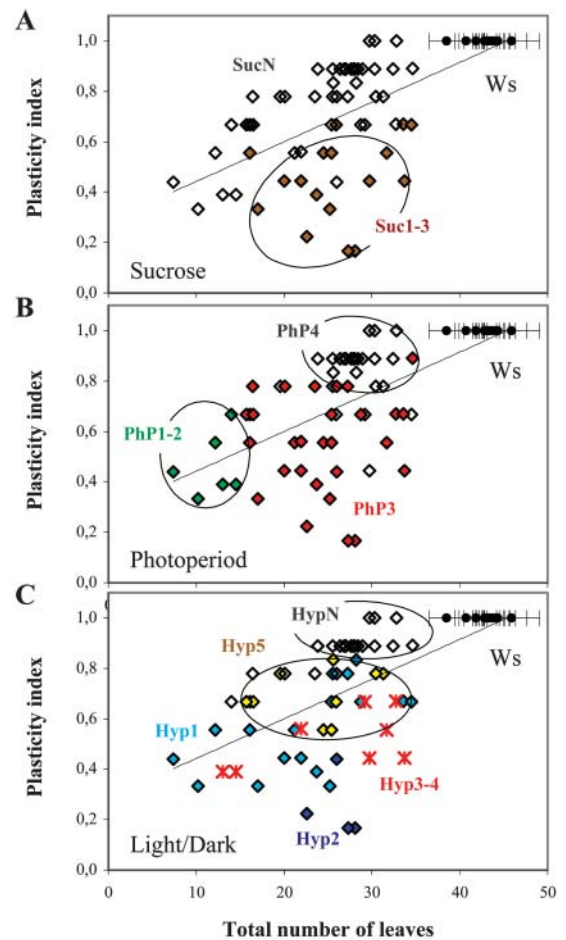 A
1,0
0,8
0,6
0,4
0,2
0,0
Plasticity index
SucN
Ws
Suc1-3
Sucrose
B
1,0
0,8
0,6
0,4
0,2
0,0
Plasticity index
PhP4
Ws
PhP1-2
PhP3
Photoperiod
C
1,0
0,8
0,6
0,4
0,2
0,0
Plasticity index
HypN
Ws
Hyp5
Hyp1
Hyp3-4
Hyp2
Light/Dark
0 10 20 30 40 50
Total number of leaves